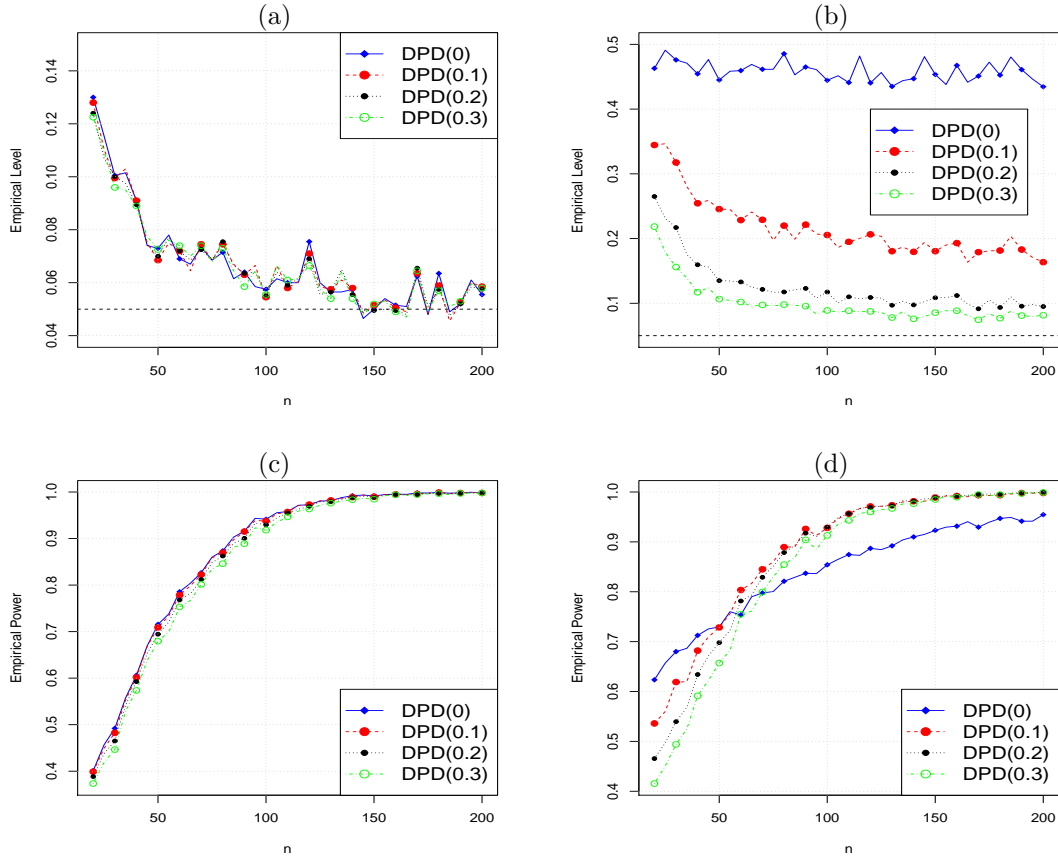 (a)
Empirical Level
0.04 0.06 0.08 0.10 0.12 0.14
DPD(0)
DPD(0.1)
DPD(0.2)
DPD(0.3)
50 100 150 200
n
(b)
Empirical Level
0.1 0.2 0.3 0.4 0.5
DPD(0)
DPD(0.1)
DPD(0.2)
DPD(0.3)
50 100 150 200
n
(c)
Empirical Power
0.4 0.5 0.6 0.7 0.8 0.9 1.0
DPD(0)
DPD(0.1)
DPD(0.2)
DPD(0.3)
50 100 150 200
n
(d)
Empirical Power
0.4 0.5 0.6 0.7 0.8 0.9 1.0
DPD(0)
DPD(0.1)
DPD(0.2)
DPD(0.3)
50 100 150 200
n